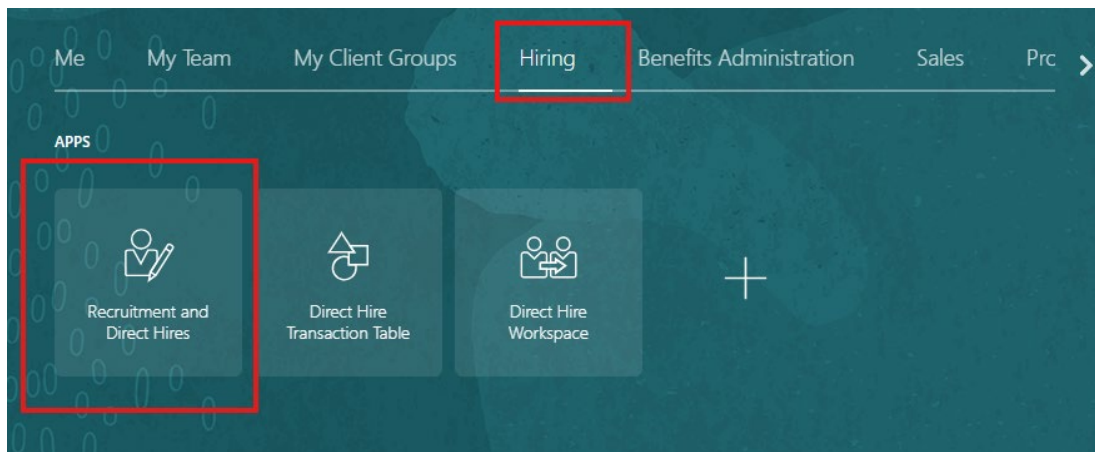 Me My Team My Client Groups Hiring Benefits Administration Sales Prc
APPS
Recruitment and
Direct Hires
Direct Hire
Transaction Table
Direct Hire
Workspace